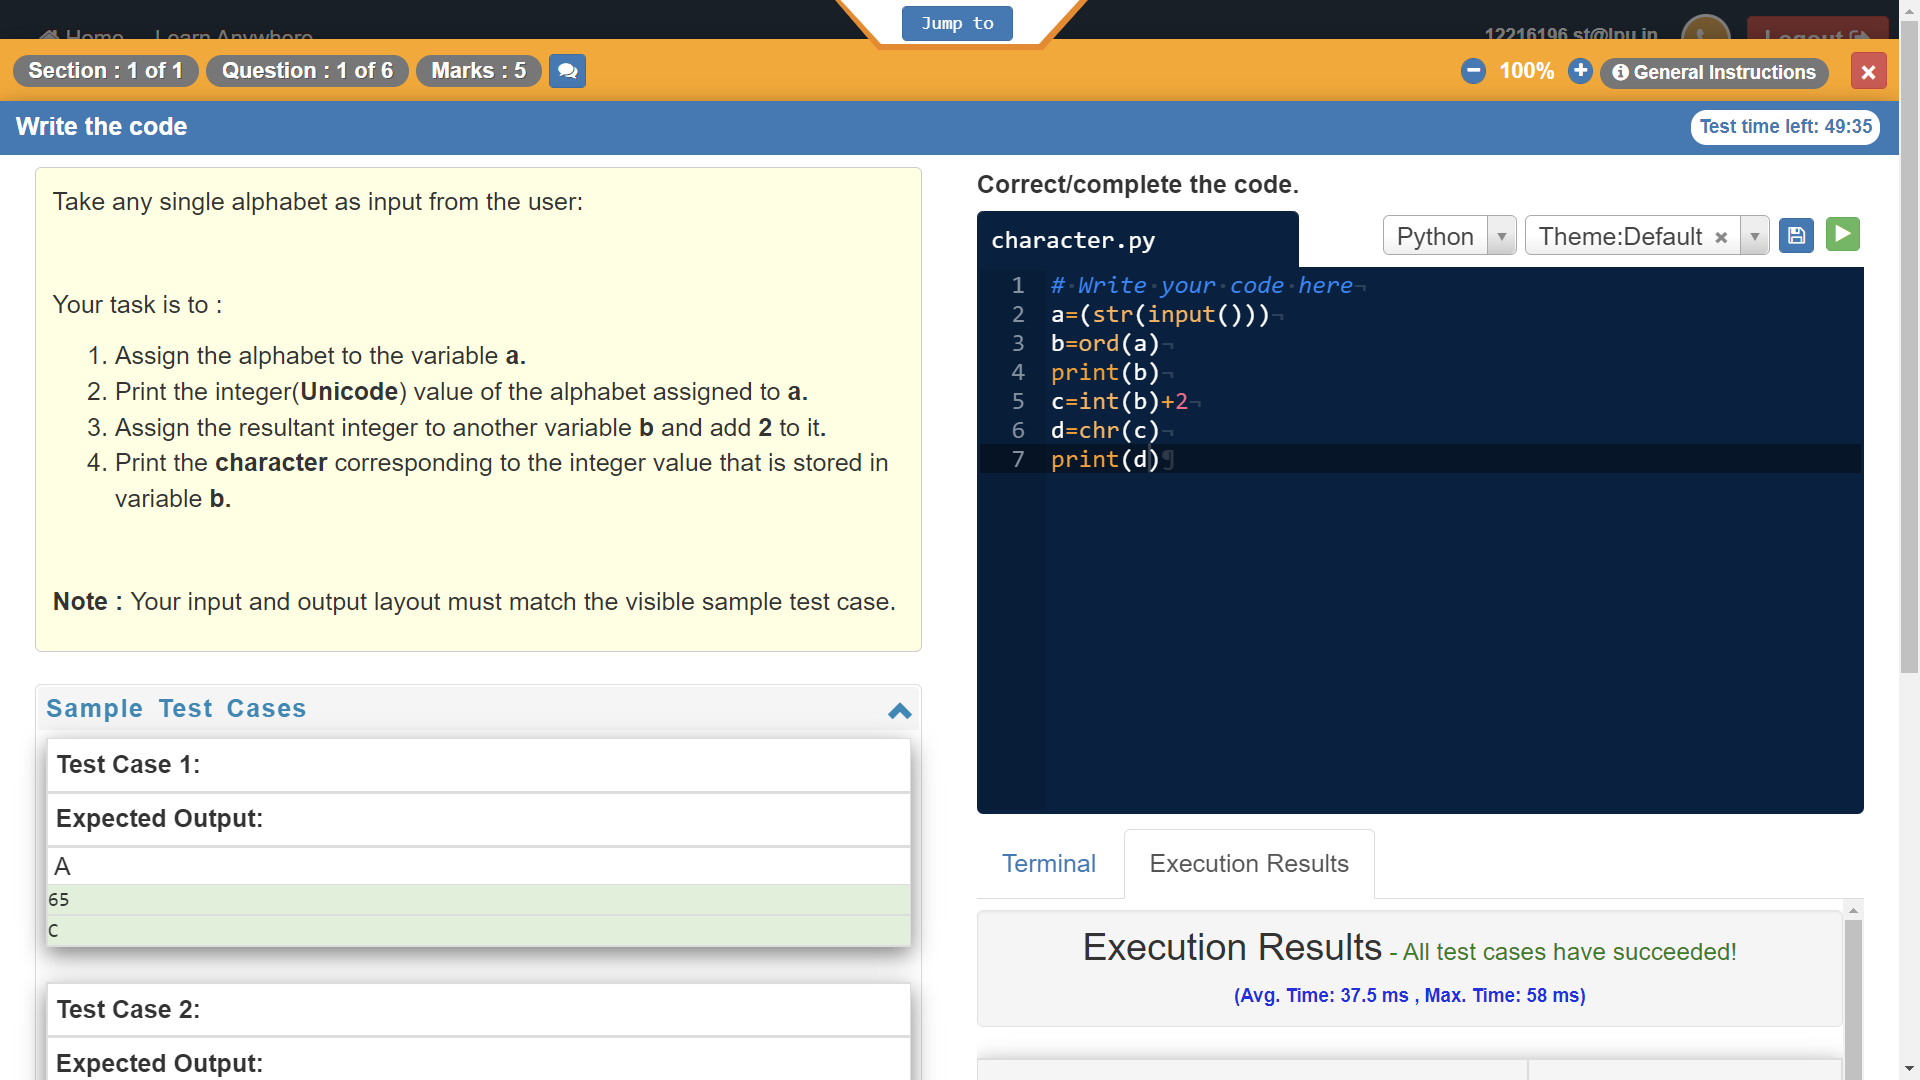 Home Learn Anywhere
Jump to
12216196.st@lpu.in Logout
Section : 1 of 1 Question : 1 of 6 Marks : 5
100% General Instructions
Write the code
Test time left: 49:35
Take any single alphabet as input from the user:
Your task is to :
1. Assign the alphabet to the variable a.
2. Print the integer(Unicode) value of the alphabet assigned to a.
3. Assign the resultant integer to another variable b and add 2 to it.
4. Print the character corresponding to the integer value that is stored in
variable b.
Note : Your input and output layout must match the visible sample test case.
Sample Test Cases
Test Case 1:
Expected Output:
A
65
C
Test Case 2:
Expected Output:
Correct/complete the code.
character.py
Python Theme:Default
1 # Write your code here
2 a=(str(input()))
3 b=ord(a)
4 print(b)
5 c=int(b)+2
6 d=chr(c)
7 print(d)
Terminal Execution Results
Execution Results - All test cases have succeeded!
(Avg. Time: 37.5 ms , Max. Time: 58 ms)